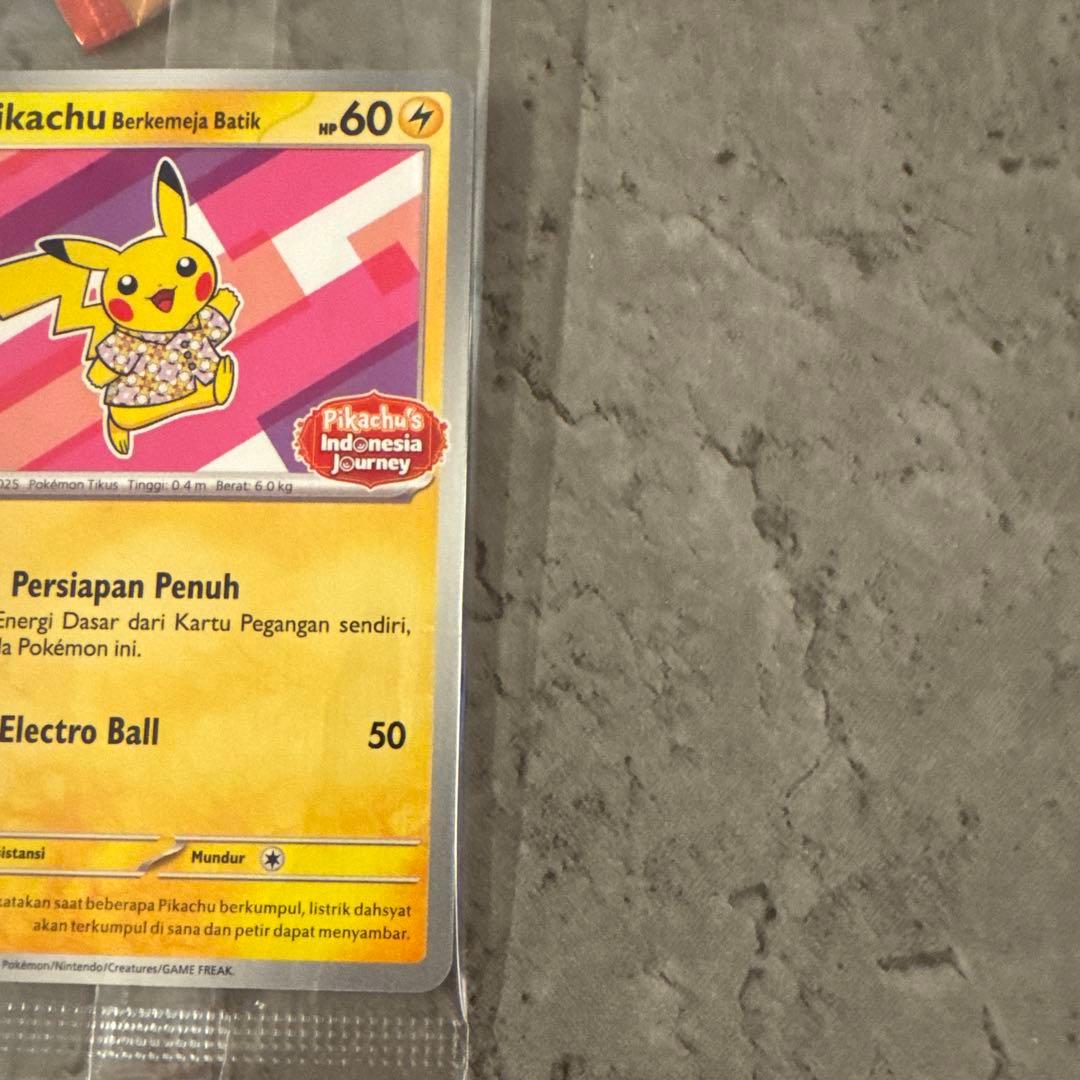 ikachu Berkemeja Batik HP 60
Pikachu's
Indonesia
Journey
025 Pokémon Tikus Tinggi: 0.4 m Berat: 6.0 kg
Persiapan Penuh
Energi Dasar dari Kartu Pegangan sendiri,
a Pokémon ini.
Electro Ball 50
istansi Mundur
atakan saat beberapa Pikachu berkumpul, listrik dahsyat
akan terkumpul di sana dan petir dapat menyambar.
Pokémon/Nintendo/Creatures/GAME FREAK.